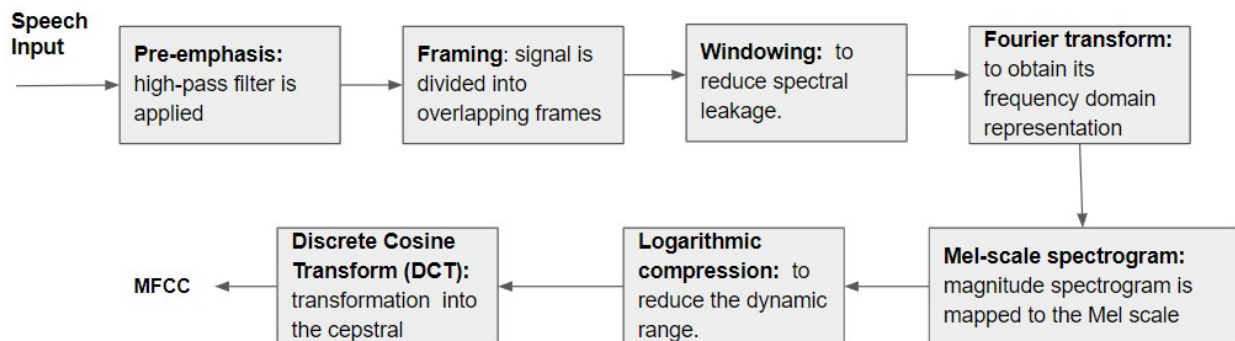 Speech
Input
Pre-emphasis:
high-pass filter is
applied
Framing: signal is
divided into
overlapping frames
Windowing: to
reduce spectral
leakage.
Fourier transform:
to obtain its
frequency domain
representation
Mel-scale spectrogram:
magnitude spectrogram is
mapped to the Mel scale
Logarithmic
compression: to
reduce the dynamic
range.
Discrete Cosine
Transform (DCT):
transformation into
the cepstral
MFCC